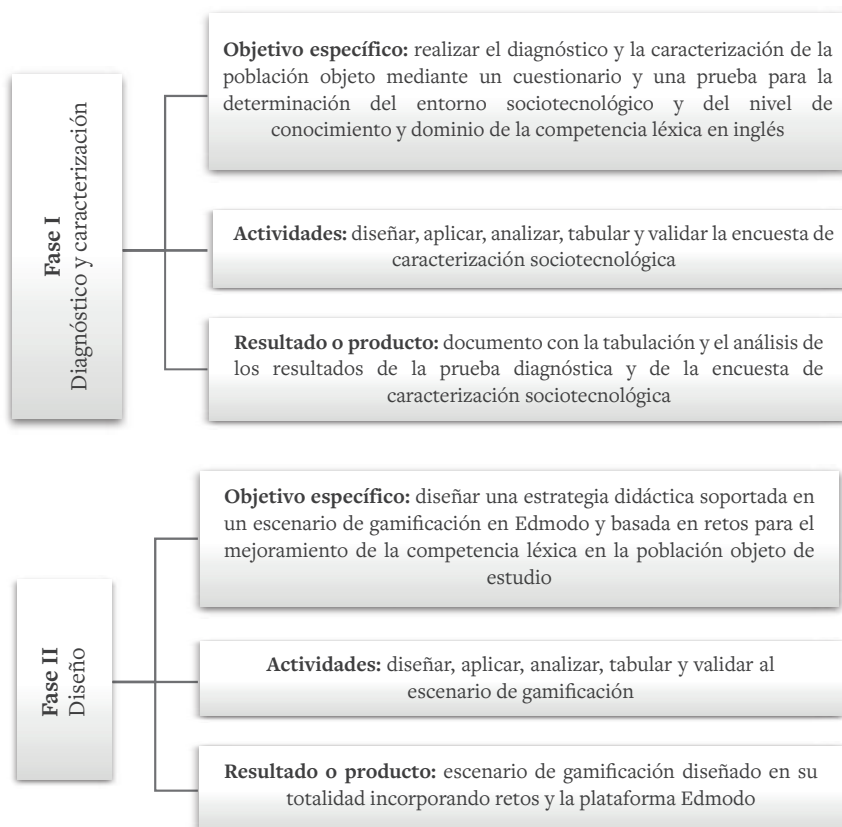 Fase I
Diagnóstico y caracterización
Objetivo específico: realizar el diagnóstico y la caracterización de la
población objeto mediante un cuestionario y una prueba para la
determinación del entorno sociotecnológico y del nivel de
conocimiento y dominio de la competencia léxica en inglés
Actividades: diseñar, aplicar, analizar, tabular y validar la encuesta de
caracterización sociotecnológica
Resultado o producto: documento con la tabulación y el análisis de
los resultados de la prueba diagnóstica y de la encuesta de
caracterización sociotecnológica
Fase II
Diseño
Objetivo específico: diseñar una estrategia didáctica soportada en
un escenario de gamificación en Edmodo y basada en retos para el
mejoramiento de la competencia léxica en la población objeto de
estudio
Actividades: diseñar, aplicar, analizar, tabular y validar al
escenario de gamificación
Resultado o producto: escenario de gamificación diseñado en su
totalidad incorporando retos y la plataforma Edmodo